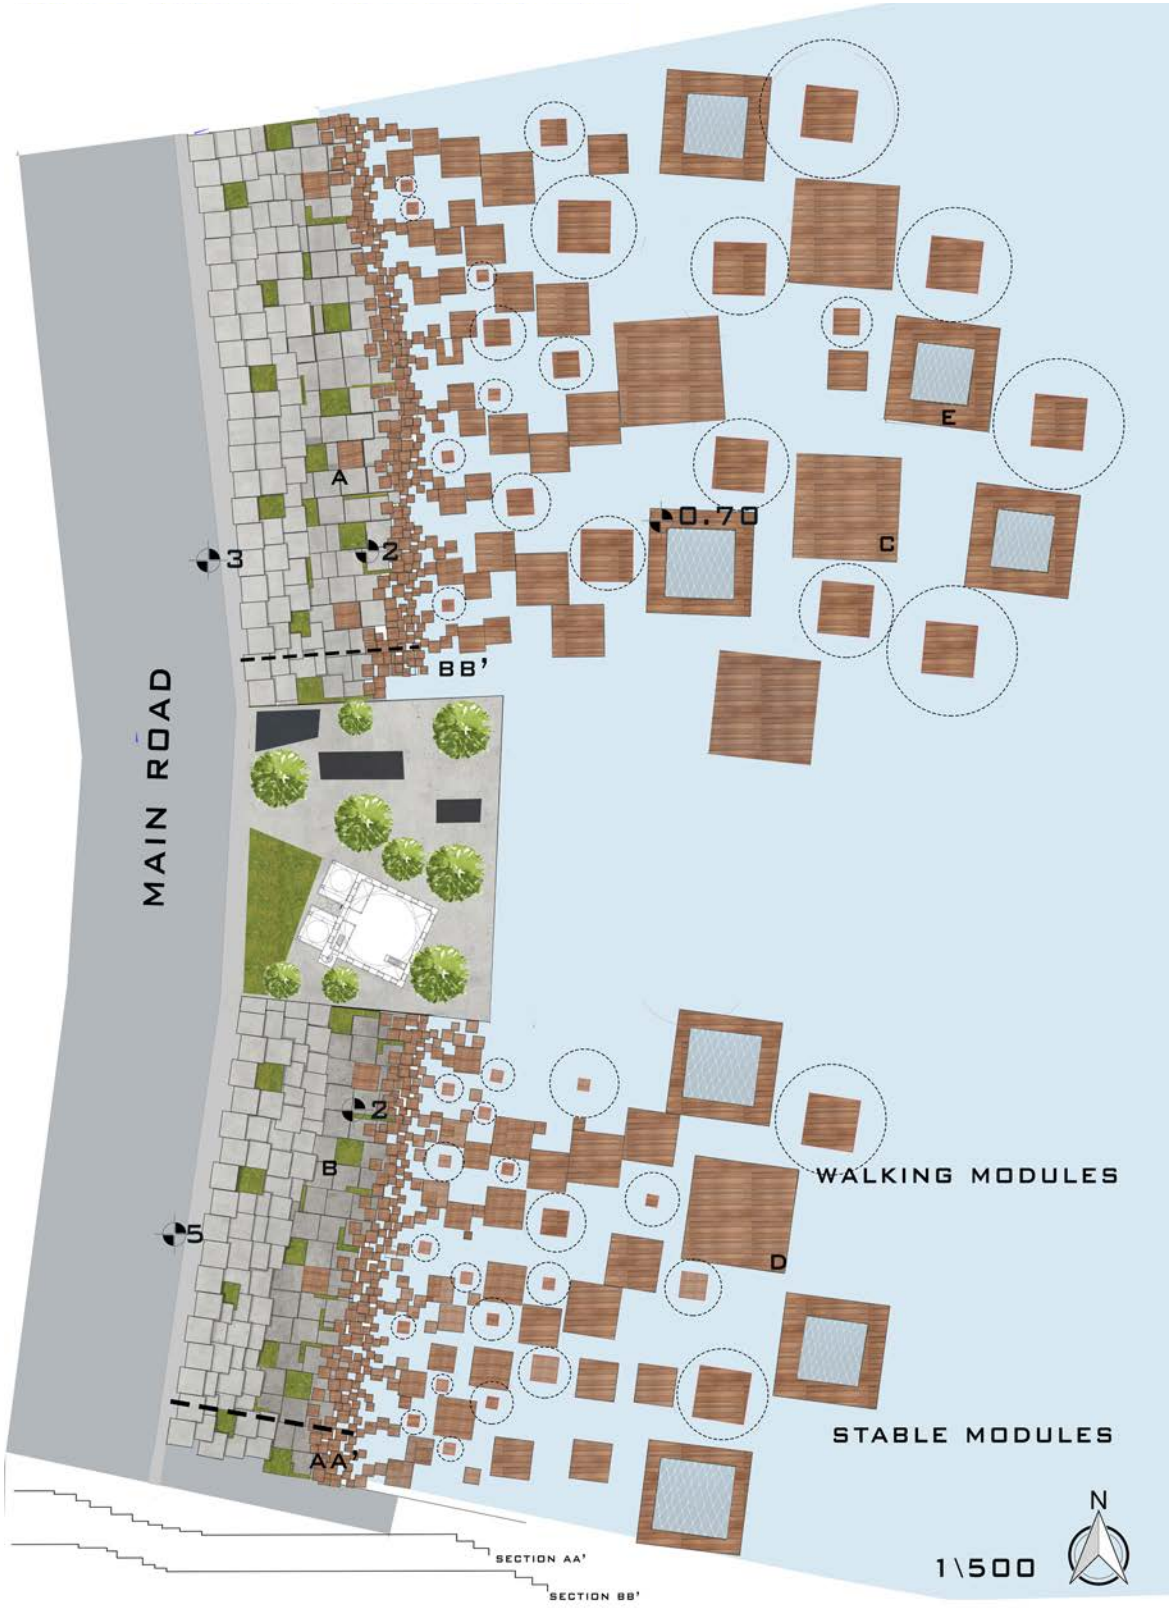 E
A
0.70
C
3
2
BB'
MAIN ROAD
2
B
WALKING MODULES
5
D
STABLE MODULES
AA'
N
SECTION AA'
1\500
SECTION BB'